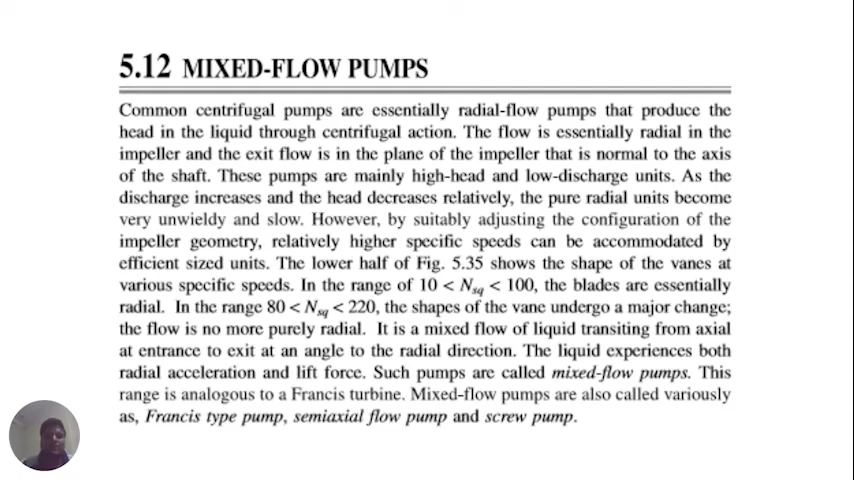 5.12 MIXED-FLOW PUMPS
Common centrifugal pumps are essentially radial-flow pumps that produce the
head in the liquid through centrifugal action. The flow is essentially radial in the
impeller and the exit flow is in the plane of the impeller that is normal to the axis
of the shaft. These pumps are mainly high-head and low-discharge units. As the
discharge increases and the head decreases relatively, the pure radial units become
very unwieldy and slow. However, by suitably adjusting the configuration of the
impeller geometry, relatively higher specific speeds can be accommodated by
efficient sized units. The lower half of Fig. 5.35 shows the shape of the vanes at
various specific speeds. In the range of 10 < Nsq < 100, the blades are essentially
radial. In the range 80 < Nsq < 220, the shapes of the vane undergo a major change;
the flow is no more purely radial. It is a mixed flow of liquid transiting from axial
at entrance to exit at an angle to the radial direction. The liquid experiences both
radial acceleration and lift force. Such pumps are called mixed-flow pumps. This
range is analogous to a Francis turbine. Mixed-flow pumps are also called variously
as, Francis type pump, semiaxial flow pump and screw pump.